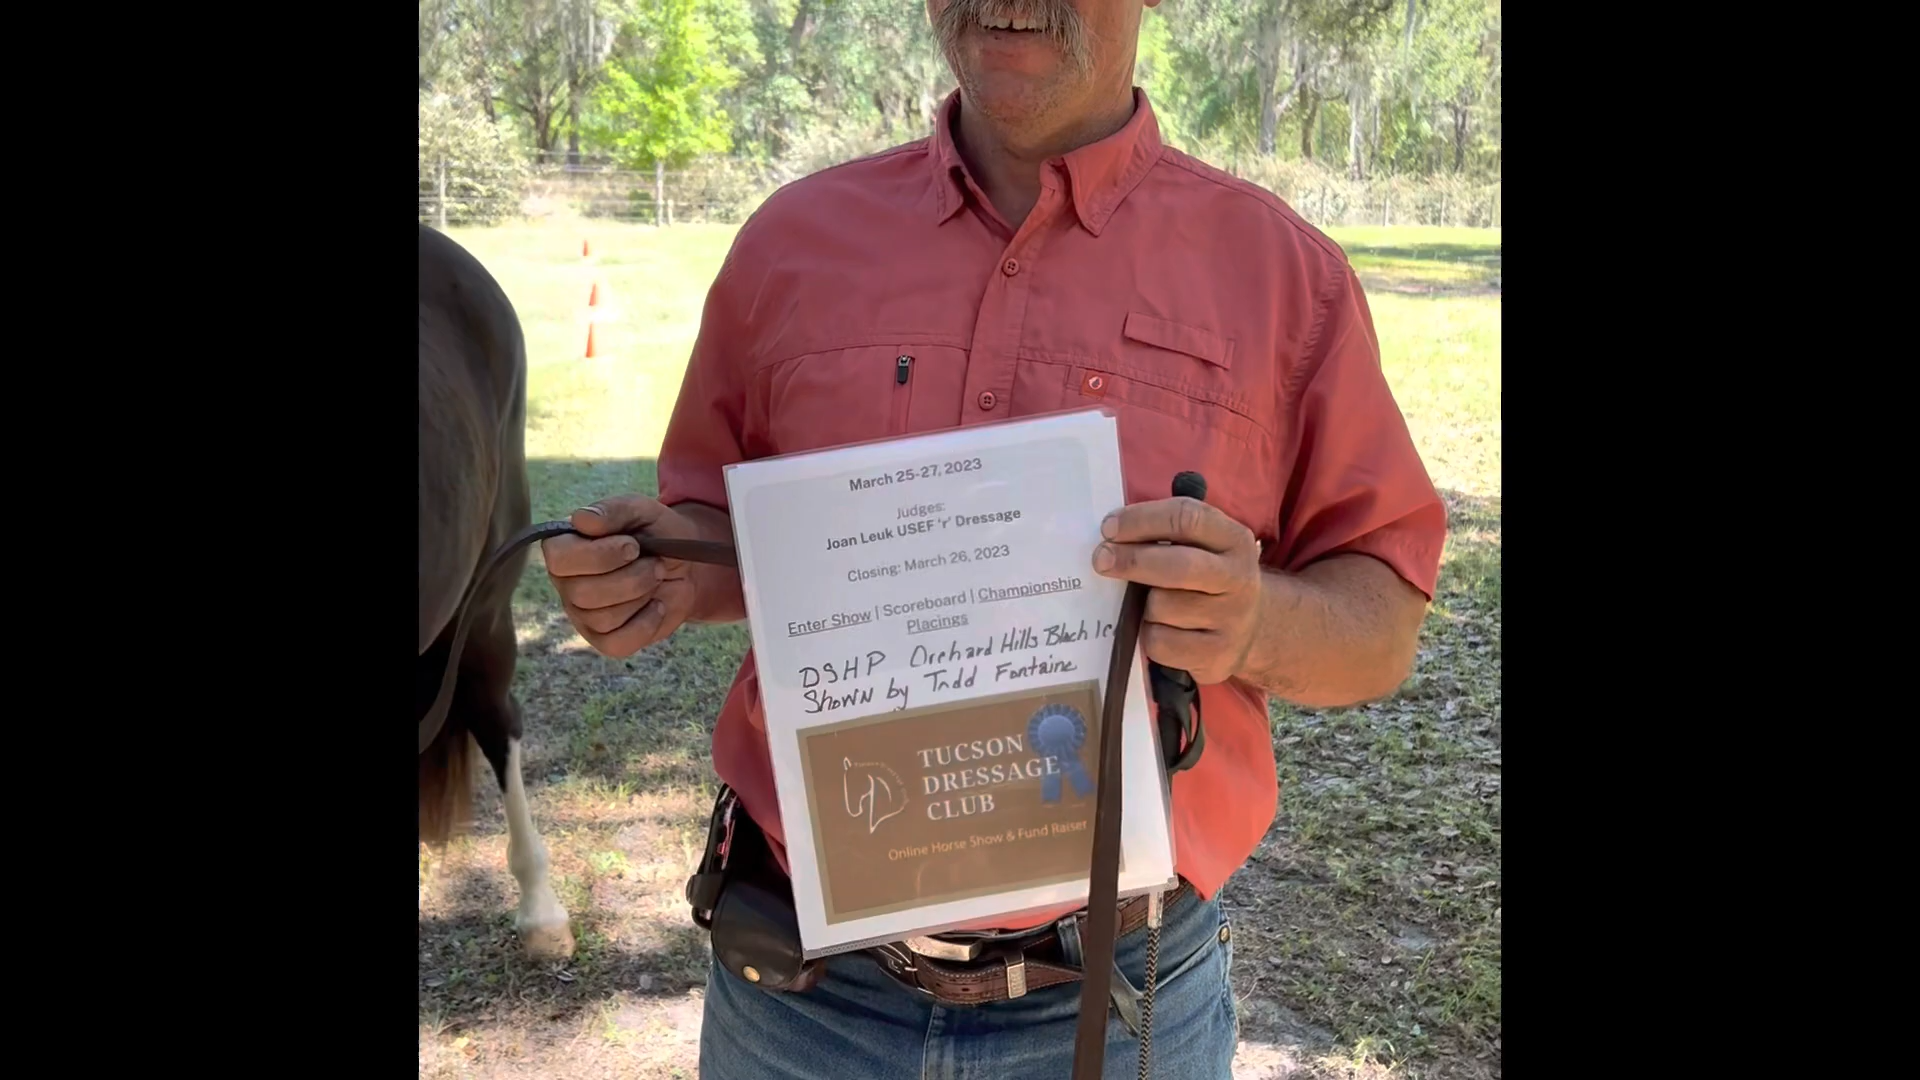 March 25-27, 2023
Judges:
Joan Leuk USEF 'r' Dressage
Closing: March 26, 2023
Enter Show | Scoreboard | Championship
Placings
DSHP Orchard Hills Black Ice
Shown by Todd Fontaine
TUCSON
DRESSAGE
CLUB
Online Horse Show & Fund Raiser